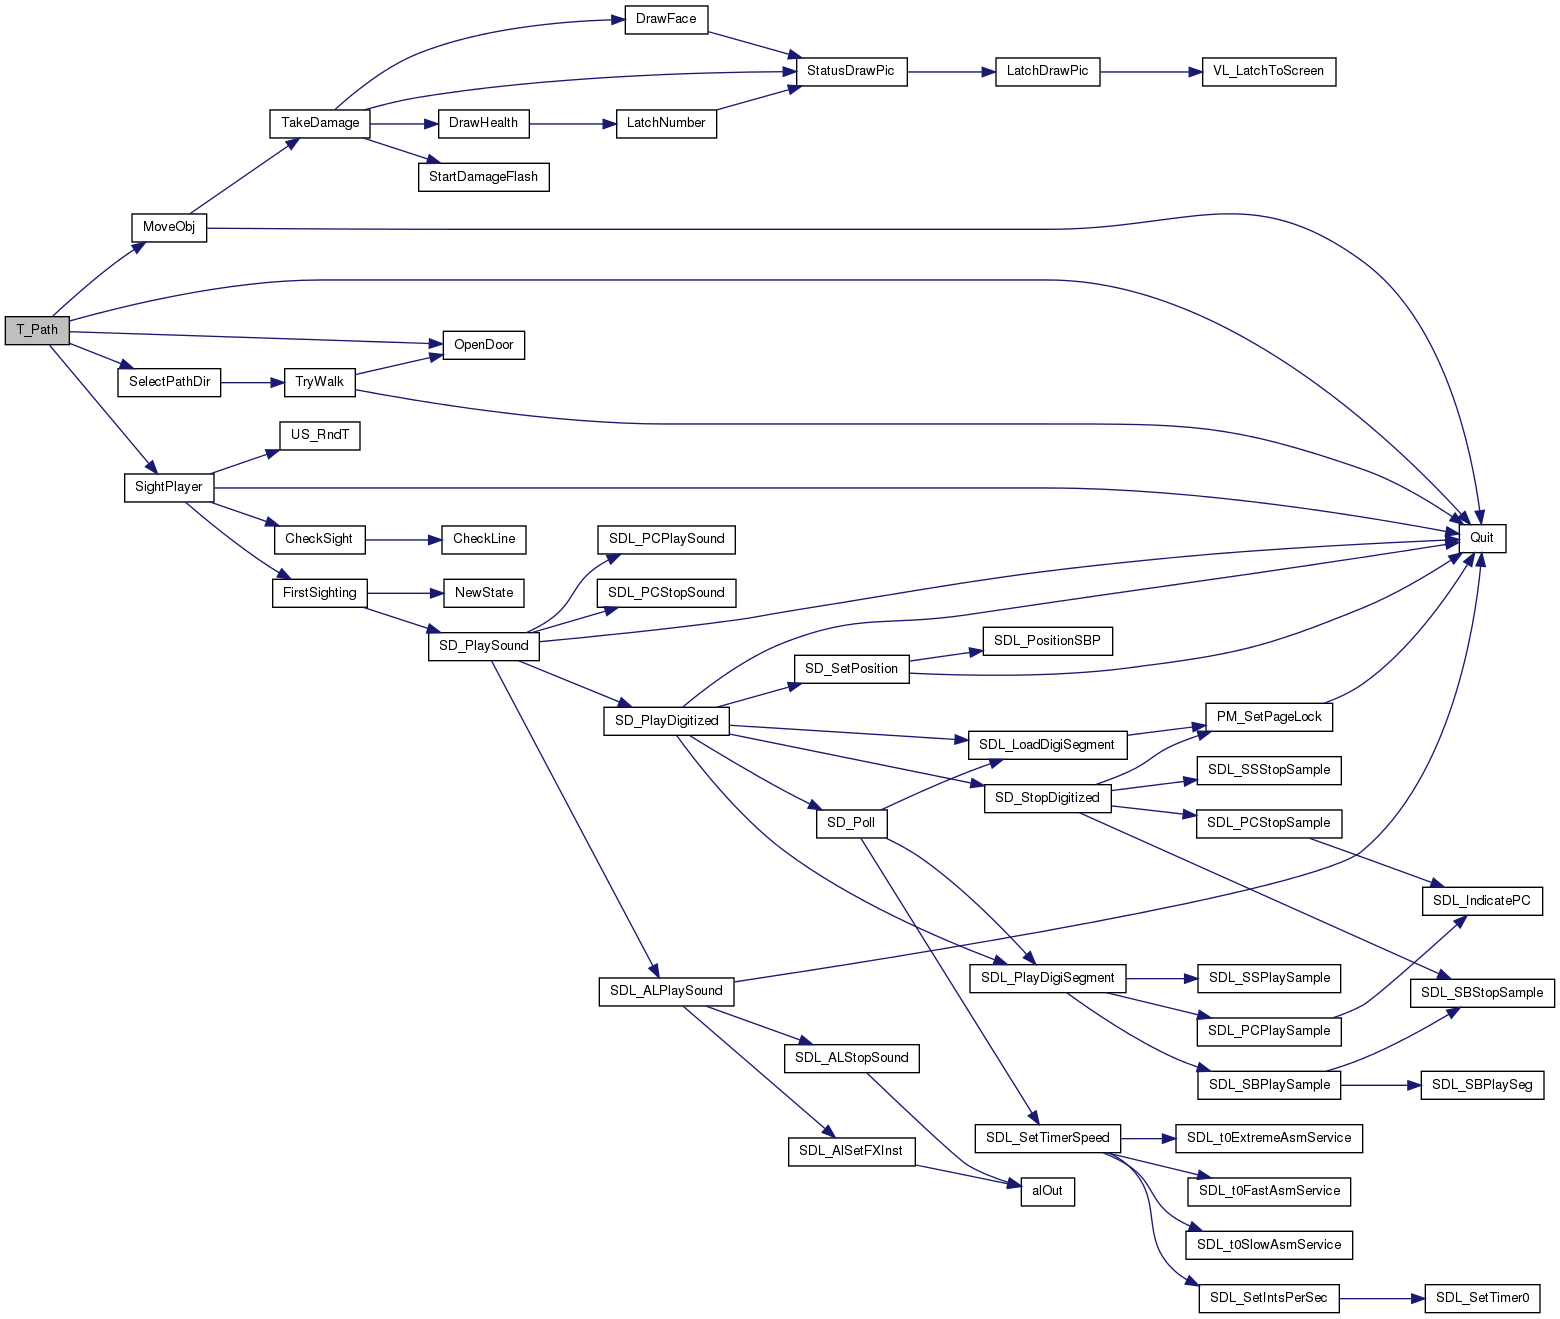 DrawFace
StatusDrawPic
LatchDrawPic
VL_LatchToScreen
TakeDamage
DrawHealth
LatchNumber
StartDamageFlash
MoveObj
T_Path
OpenDoor
SelectPathDir
TryWalk
US_RndT
SightPlayer
CheckSight
CheckLine
SDL_PCPlaySound
Quit
FirstSighting
NewState
SDL_PCStopSound
SD_PlaySound
SDL_PositionSBP
SD_SetPosition
SD_PlayDigitized
PM_SetPageLock
SDL_LoadDigiSegment
SDL_SSStopSample
SD_StopDigitized
SD_Poll
SDL_PCStopSample
SDL_IndicatePC
SDL_PlayDigiSegment
SDL_SSPlaySample
SDL_ALPlaySound
SDL_SBStopSample
SDL_PCPlaySample
SDL_ALStopSound
SDL_SBPlaySample
SDL_SBPlaySeg
SDL_SetTimerSpeed
SDL_t0ExtremeAsmService
SDL_AlSetFXInst
alOut
SDL_t0FastAsmService
SDL_t0SlowAsmService
SDL_SetIntsPerSec
SDL_SetTimer0